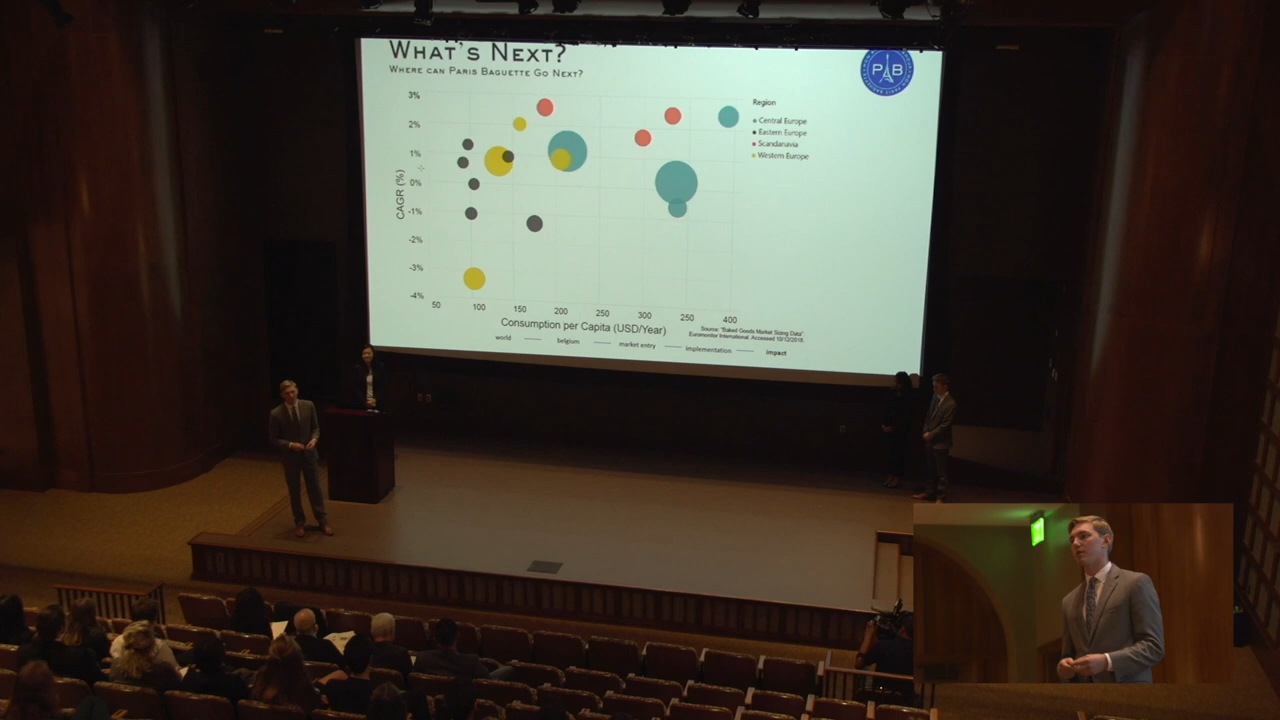 WHAT'S NEXT?
WHERE CAN PARIS BAGUETTE GO NEXT?
PB
3%
2%
1%
0%
-1%
-2%
-3%
-4%
CAGR (%)
50 100 150 200 250 300 350 400
Consumption per Capita (USD/Year)
Region
Central Europe
Eastern Europe
Scandanavia
Western Europe
Source: "Baked Goods Market Sizing Data".
Euromonitor International. Accessed 10/12/2018.
world belgium market entry implementation impact